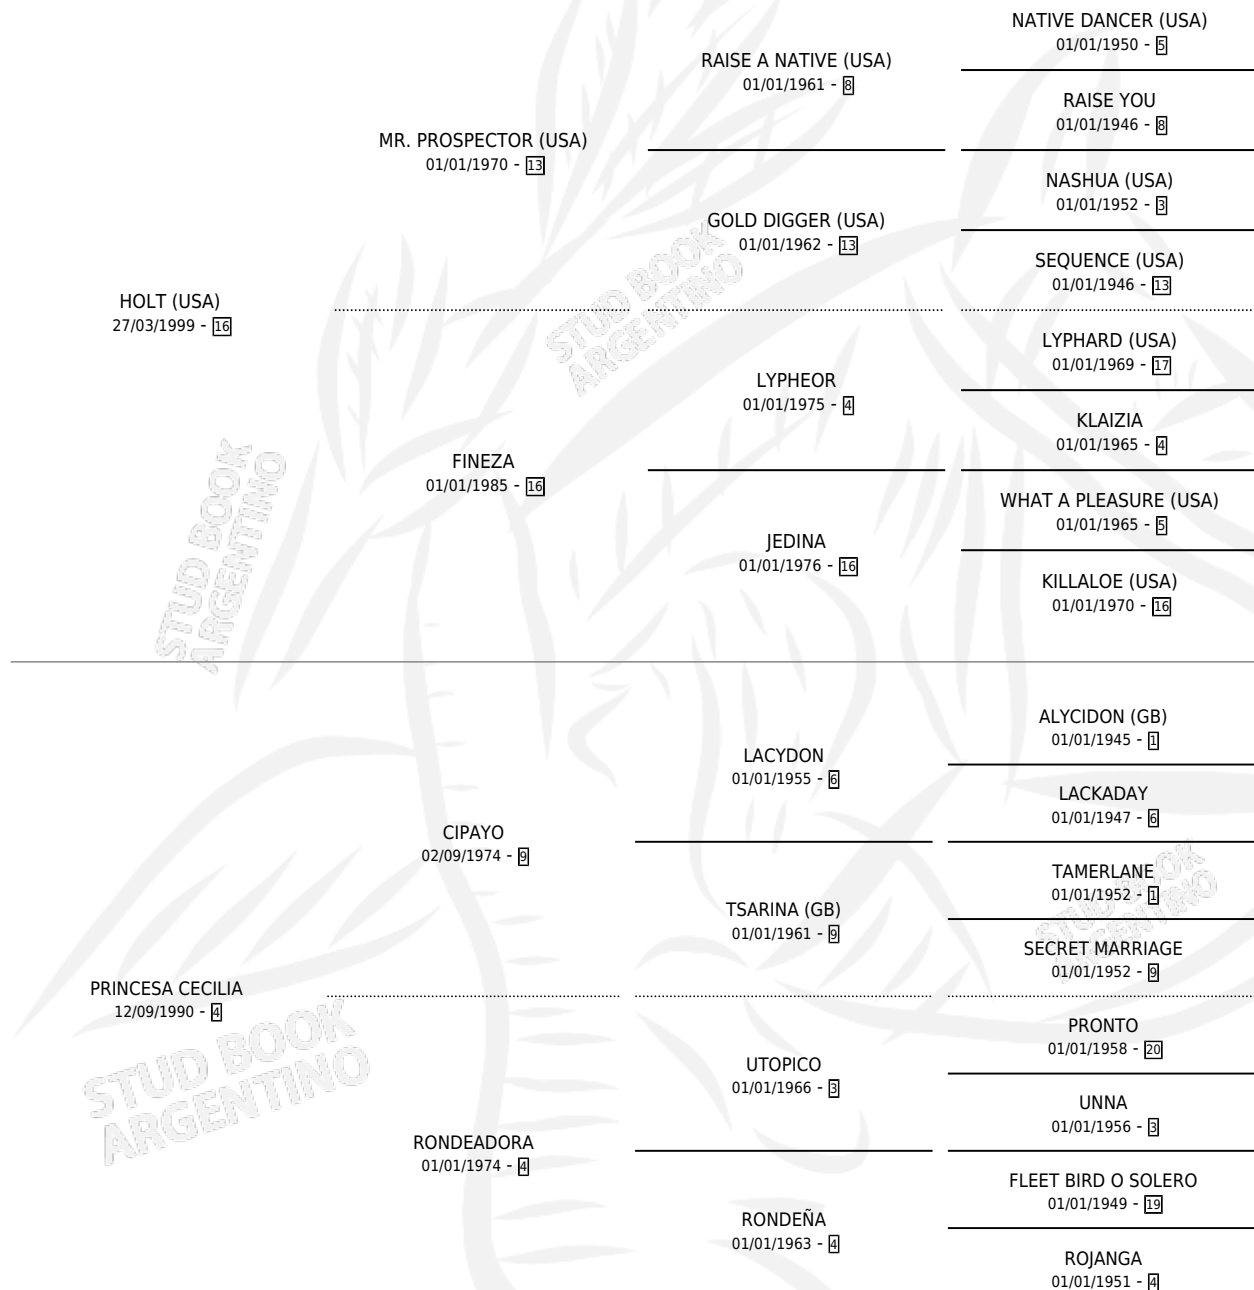 NATIVE DANCER (USA)
01/01/1950 - 5
RAISE A NATIVE (USA)
01/01/1961 - 8
RAISE YOU
01/01/1946 - 8
MR. PROSPECTOR (USA)
01/01/1970 - 13
NASHUA (USA)
01/01/1952 - 3
GOLD DIGGER (USA)
01/01/1962 - 13
SEQUENCE (USA)
01/01/1946 - 13
HOLT (USA)
27/03/1999 - 16
LYPHARD (USA)
01/01/1969 - 17
LYPHEOR
01/01/1975 - 4
KLAIZIA
01/01/1965 - 4
FINEZA
01/01/1985 - 16
WHAT A PLEASURE (USA)
01/01/1965 - 5
JEDINA
01/01/1976 - 16
KILLALOE (USA)
01/01/1970 - 16
ALYCIDON (GB)
01/01/1945 - 1
LACYDON
01/01/1955 - 6
LACKADAY
01/01/1947 - 6
CIPAYO
02/09/1974 - 9
TAMERLANE
01/01/1952 - 1
TSARINA (GB)
01/01/1961 - 9
SECRET MARRIAGE
01/01/1952 - 9
PRINCESA CECILIA
12/09/1990 - 4
PRONTO
01/01/1958 - 20
UTOPICO
01/01/1966 - 3
UNNA
01/01/1956 - 3
RONDEADORA
01/01/1974 - 4
FLEET BIRD O SOLERO
01/01/1949 - 19
RONDEÑA
01/01/1963 - 4
ROJANGA
01/01/1951 - 4
STUD BOOK
ARGENTINO
STUD BOOK
ARGENTINO
STUD BOOK
ARGENTINO
STUD BOOK
ARGENTINO